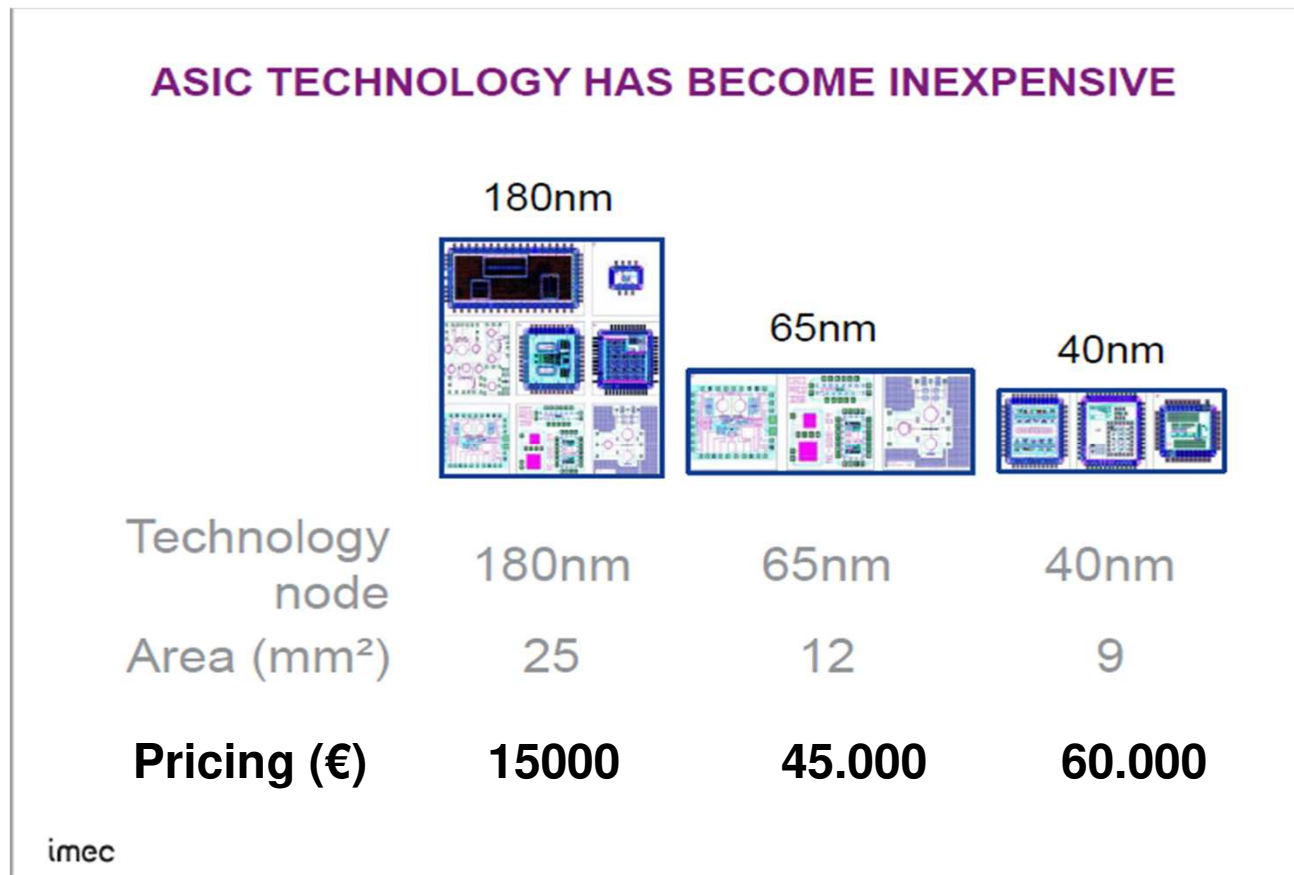 ASIC TECHNOLOGY HAS BECOME INEXPENSIVE
180nm
65nm
40nm
Technology node 180nm 65nm 40nm
Area (mm²) 25 12 9
Pricing (€) 15000 45.000 60.000
imec